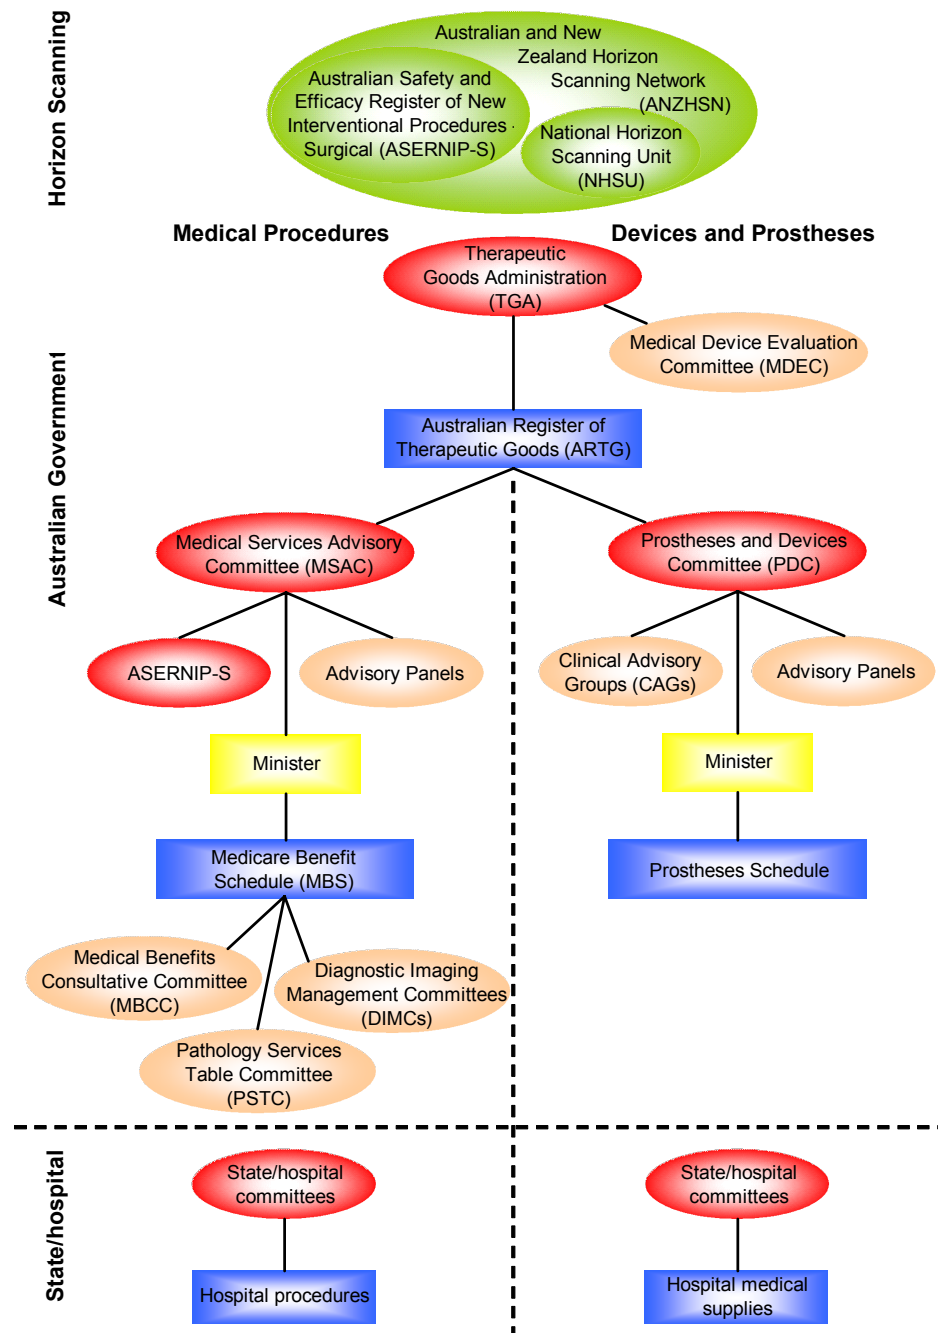 Horizon Scanning
Australian and New
Zealand Horizon
Scanning Network
(ANZHSN)
Australian Safety and
Efficacy Register of New
Interventional Procedures -
Surgical (ASERNIP-S)
National Horizon
Scanning Unit
(NHSU)
Medical Procedures
Devices and Prostheses
Australian Government
Therapeutic
Goods Administration
(TGA)
Medical Device Evaluation
Committee (MDEC)
Australian Register of
Therapeutic Goods (ARTG)
Medical Services Advisory
Committee (MSAC)
Prostheses and Devices
Committee (PDC)
ASERNIP-S
Advisory Panels
Clinical Advisory
Groups (CAGs)
Advisory Panels
Minister
Minister
Medicare Benefit
Schedule (MBS)
Prostheses Schedule
Medical Benefits
Consultative Committee
(MBCC)
Diagnostic Imaging
Management Committees
(DIMCs)
Pathology Services
Table Committee
(PSTC)
State/hospital
State/hospital
committees
State/hospital
committees
Hospital procedures
Hospital medical
supplies